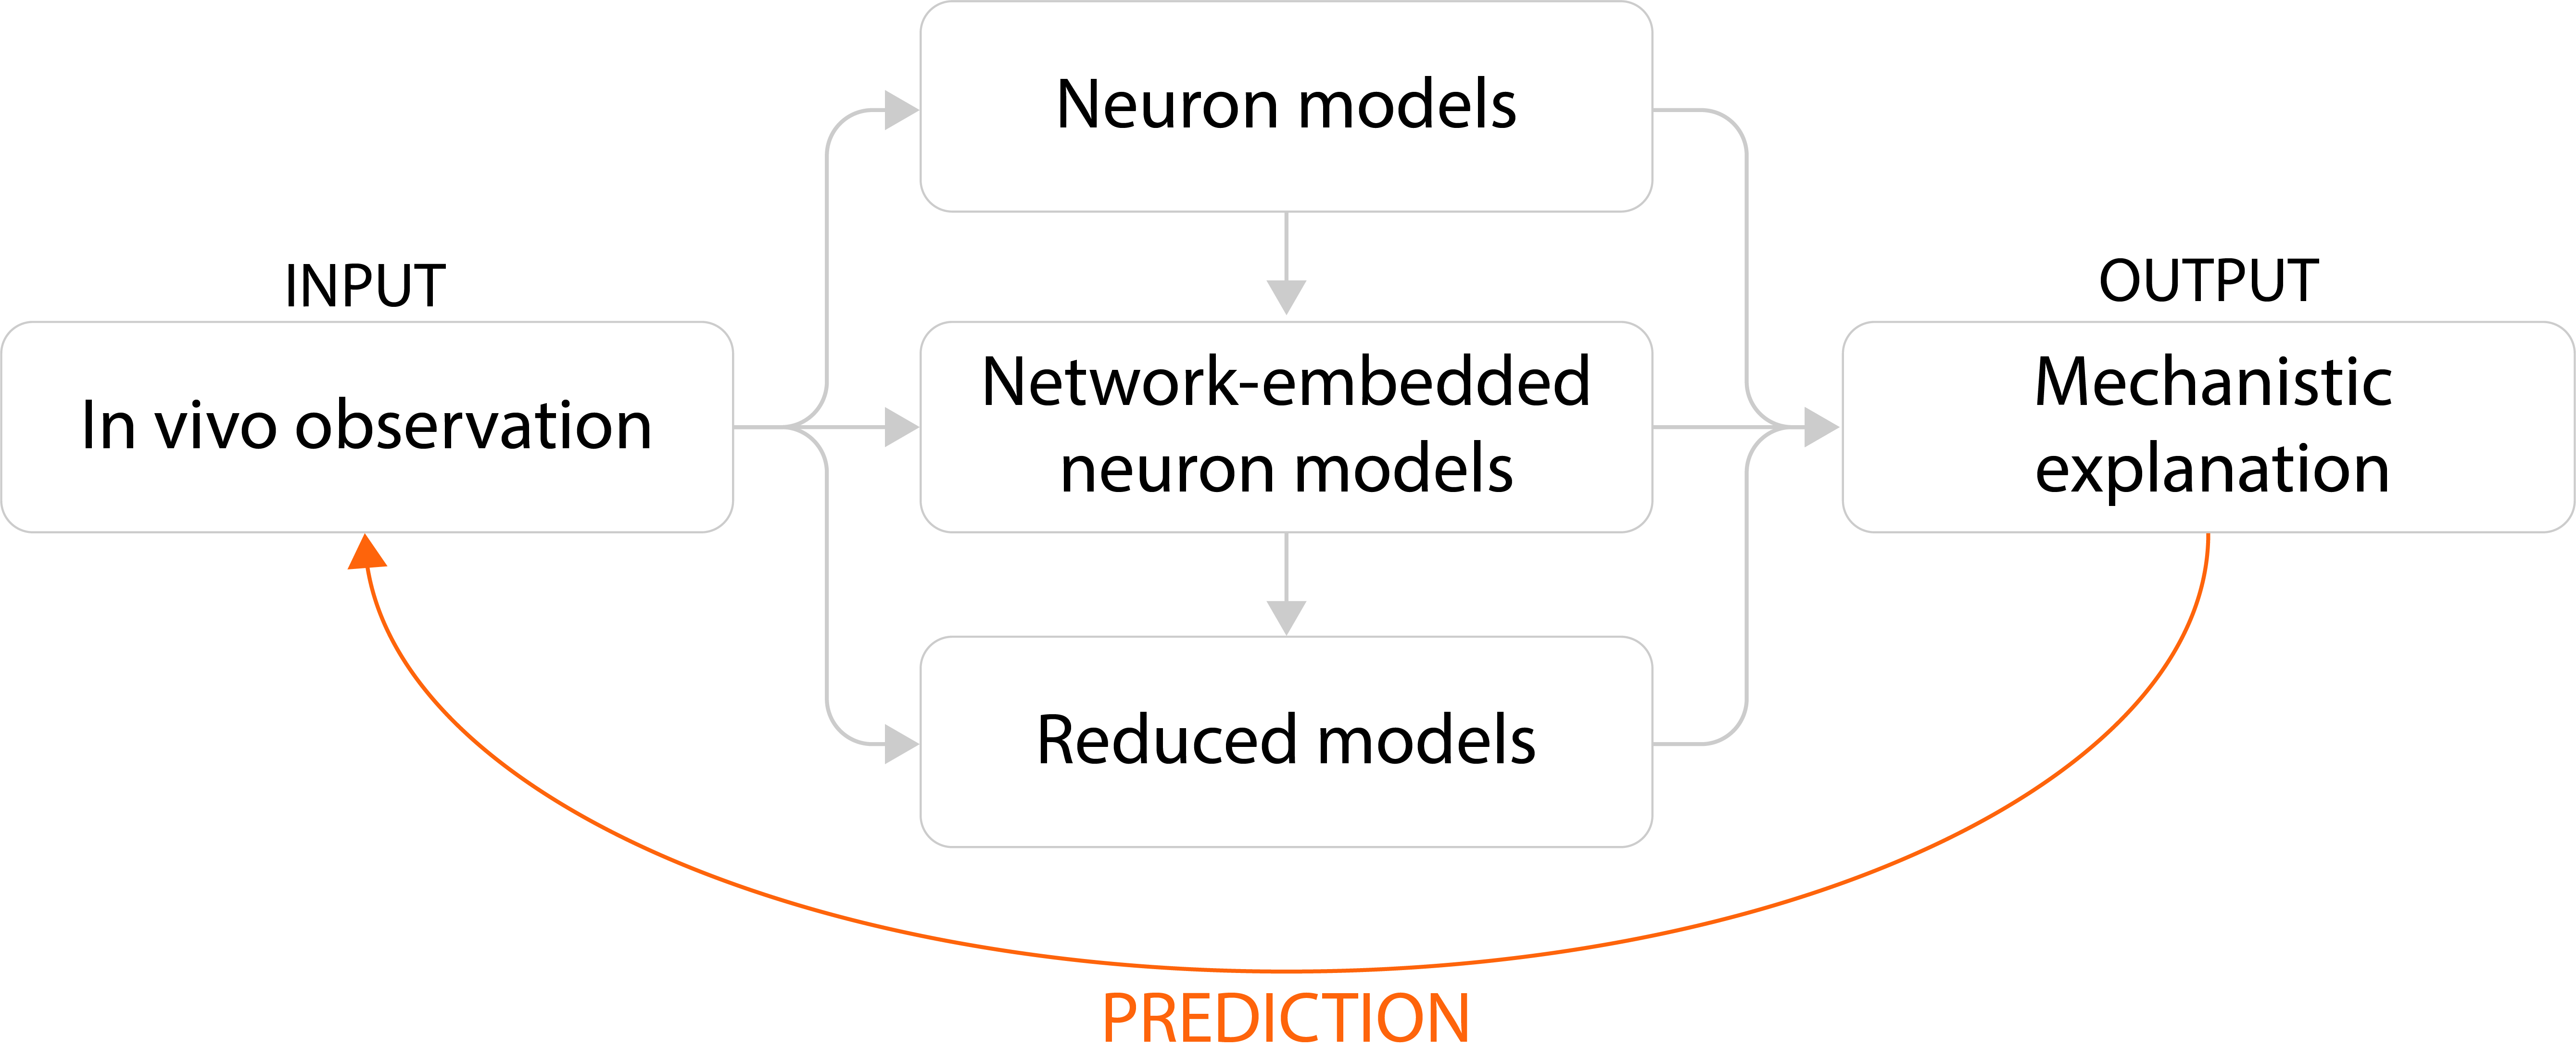 INPUT
In vivo observation
Neuron models
Network-embedded
neuron models
Reduced models
OUTPUT
Mechanistic
explanation
PREDICTION